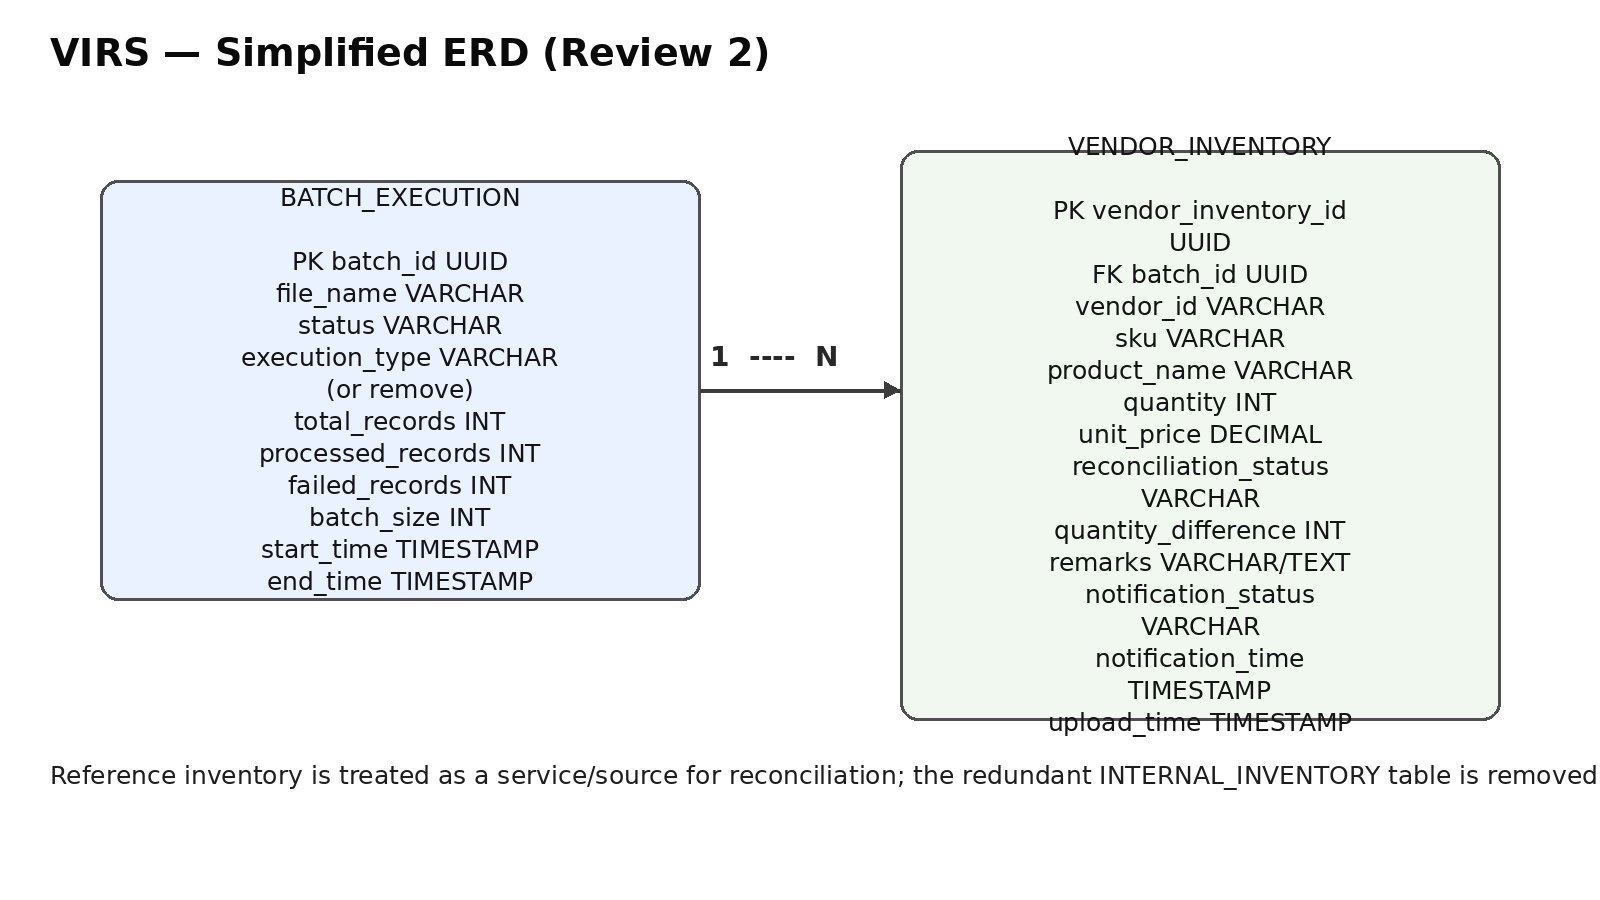 VIRS — Simplified ERD (Review 2)
BATCH_EXECUTION
PK batch_id UUID
file_name VARCHAR
status VARCHAR
execution_type VARCHAR
(or remove)
total_records INT
processed_records INT
failed_records INT
batch_size INT
start_time TIMESTAMP
end_time TIMESTAMP
1 ---- N
VENDOR_INVENTORY
PK vendor_inventory_id
UUID
FK batch_id UUID
vendor_id VARCHAR
sku VARCHAR
product_name VARCHAR
quantity INT
unit_price DECIMAL
reconciliation_status
VARCHAR
quantity_difference INT
remarks VARCHAR/TEXT
notification_status
VARCHAR
notification_time
TIMESTAMP
upload_time TIMESTAMP
Reference inventory is treated as a service/source for reconciliation; the redundant INTERNAL_INVENTORY table is removed